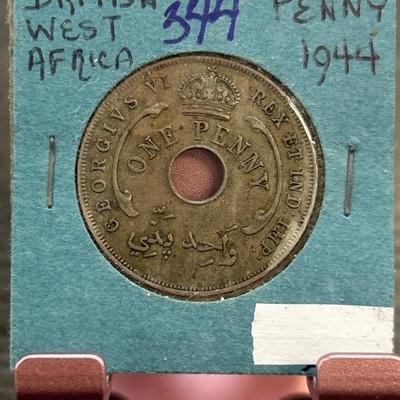 BRITISH 344 PENNY
WEST
AFRICA 1944
GEORGIVS VI REX ET IND:IMP:
ONE · PENNY
واحد پني